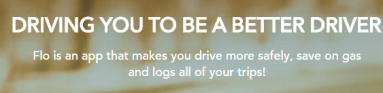 DRIVING YOU TO BE A BETTER DRIVER
Flo is an app that makes you drive more safely, save on gas
and logs all of your trips!